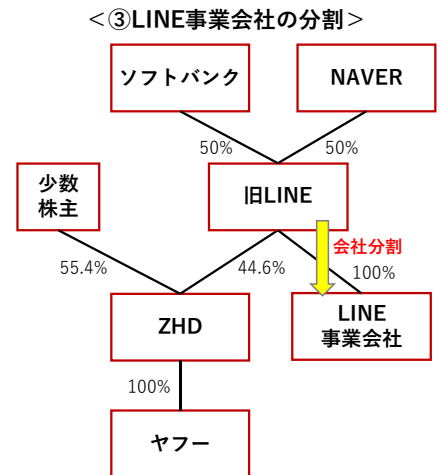 ＜③LINE事業会社の分割＞
ソフトバンク
NAVER
50%
50%
少数
株主
旧LINE
会社分割
55.4%
44.6%
100%
ZHD
LINE
事業会社
100%
ヤフー